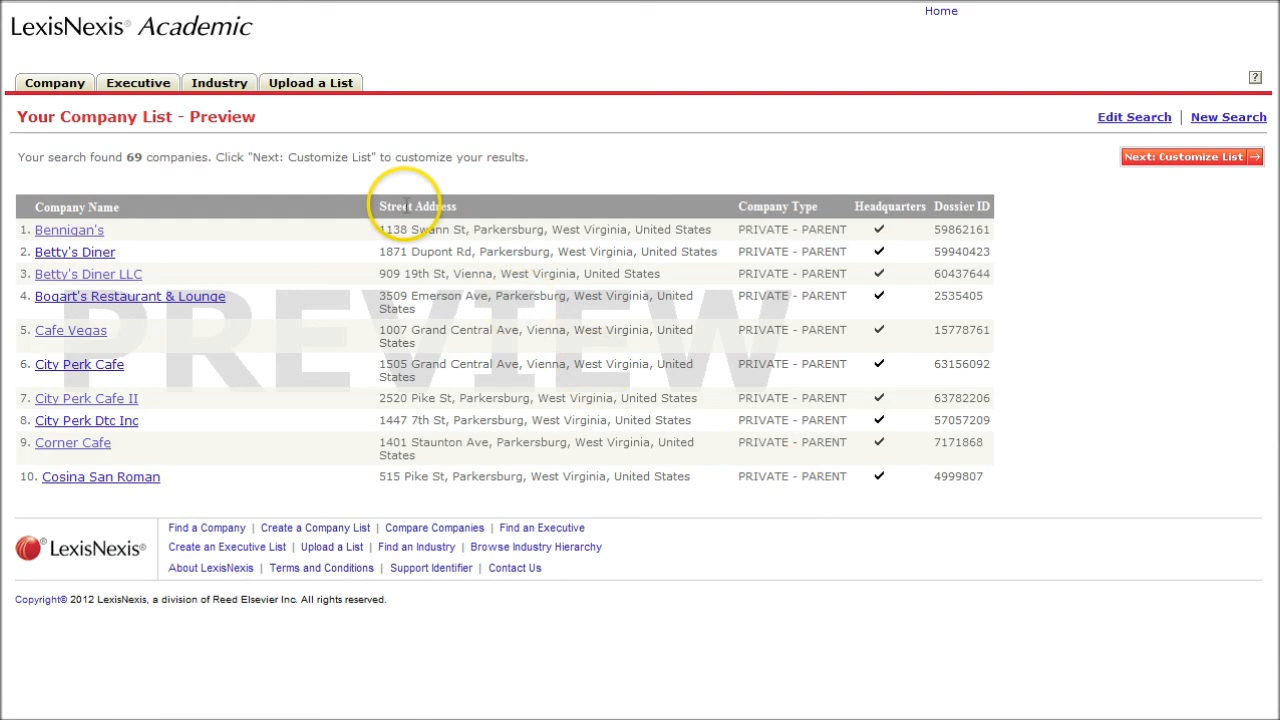 Home
LexisNexis® Academic
Company Executive Industry Upload a List ?
Your Company List - Preview Edit Search | New Search
Your search found 69 companies. Click "Next: Customize List" to customize your results. Next: Customize List
Company Name Street Address Company Type Headquarters Dossier ID
1. Bennigan's 1138 Swann St, Parkersburg, West Virginia, United States PRIVATE - PARENT ✔ 59862161
2. Betty's Diner 1871 Dupont Rd, Parkersburg, West Virginia, United States PRIVATE - PARENT ✔ 59940423
3. Betty's Diner LLC 909 19th St, Vienna, West Virginia, United States PRIVATE - PARENT ✔ 60437644
4. Bogart's Restaurant & Lounge 3509 Emerson Ave, Parkersburg, West Virginia, United PRIVATE - PARENT ✔ 2535405
States
5. Cafe Vegas 1007 Grand Central Ave, Vienna, West Virginia, United PRIVATE - PARENT ✔ 15778761
States
6. City Perk Cafe 1505 Grand Central Ave, Vienna, West Virginia, United PRIVATE - PARENT ✔ 63156092
States
7. City Perk Cafe II 2520 Pike St, Parkersburg, West Virginia, United States PRIVATE - PARENT ✔ 63782206
8. City Perk Dtc Inc 1447 7th St, Parkersburg, West Virginia, United States PRIVATE - PARENT ✔ 57057209
9. Corner Cafe 1401 Staunton Ave, Parkersburg, West Virginia, United PRIVATE - PARENT ✔ 7171868
States
10. Cosina San Roman 515 Pike St, Parkersburg, West Virginia, United States PRIVATE - PARENT ✔ 4999807
PREVIEW
LexisNexis®
Find a Company | Create a Company List | Compare Companies | Find an Executive
Create an Executive List | Upload a List | Find an Industry | Browse Industry Hierarchy
About LexisNexis | Terms and Conditions | Support Identifier | Contact Us
Copyright© 2012 LexisNexis, a division of Reed Elsevier Inc. All rights reserved.